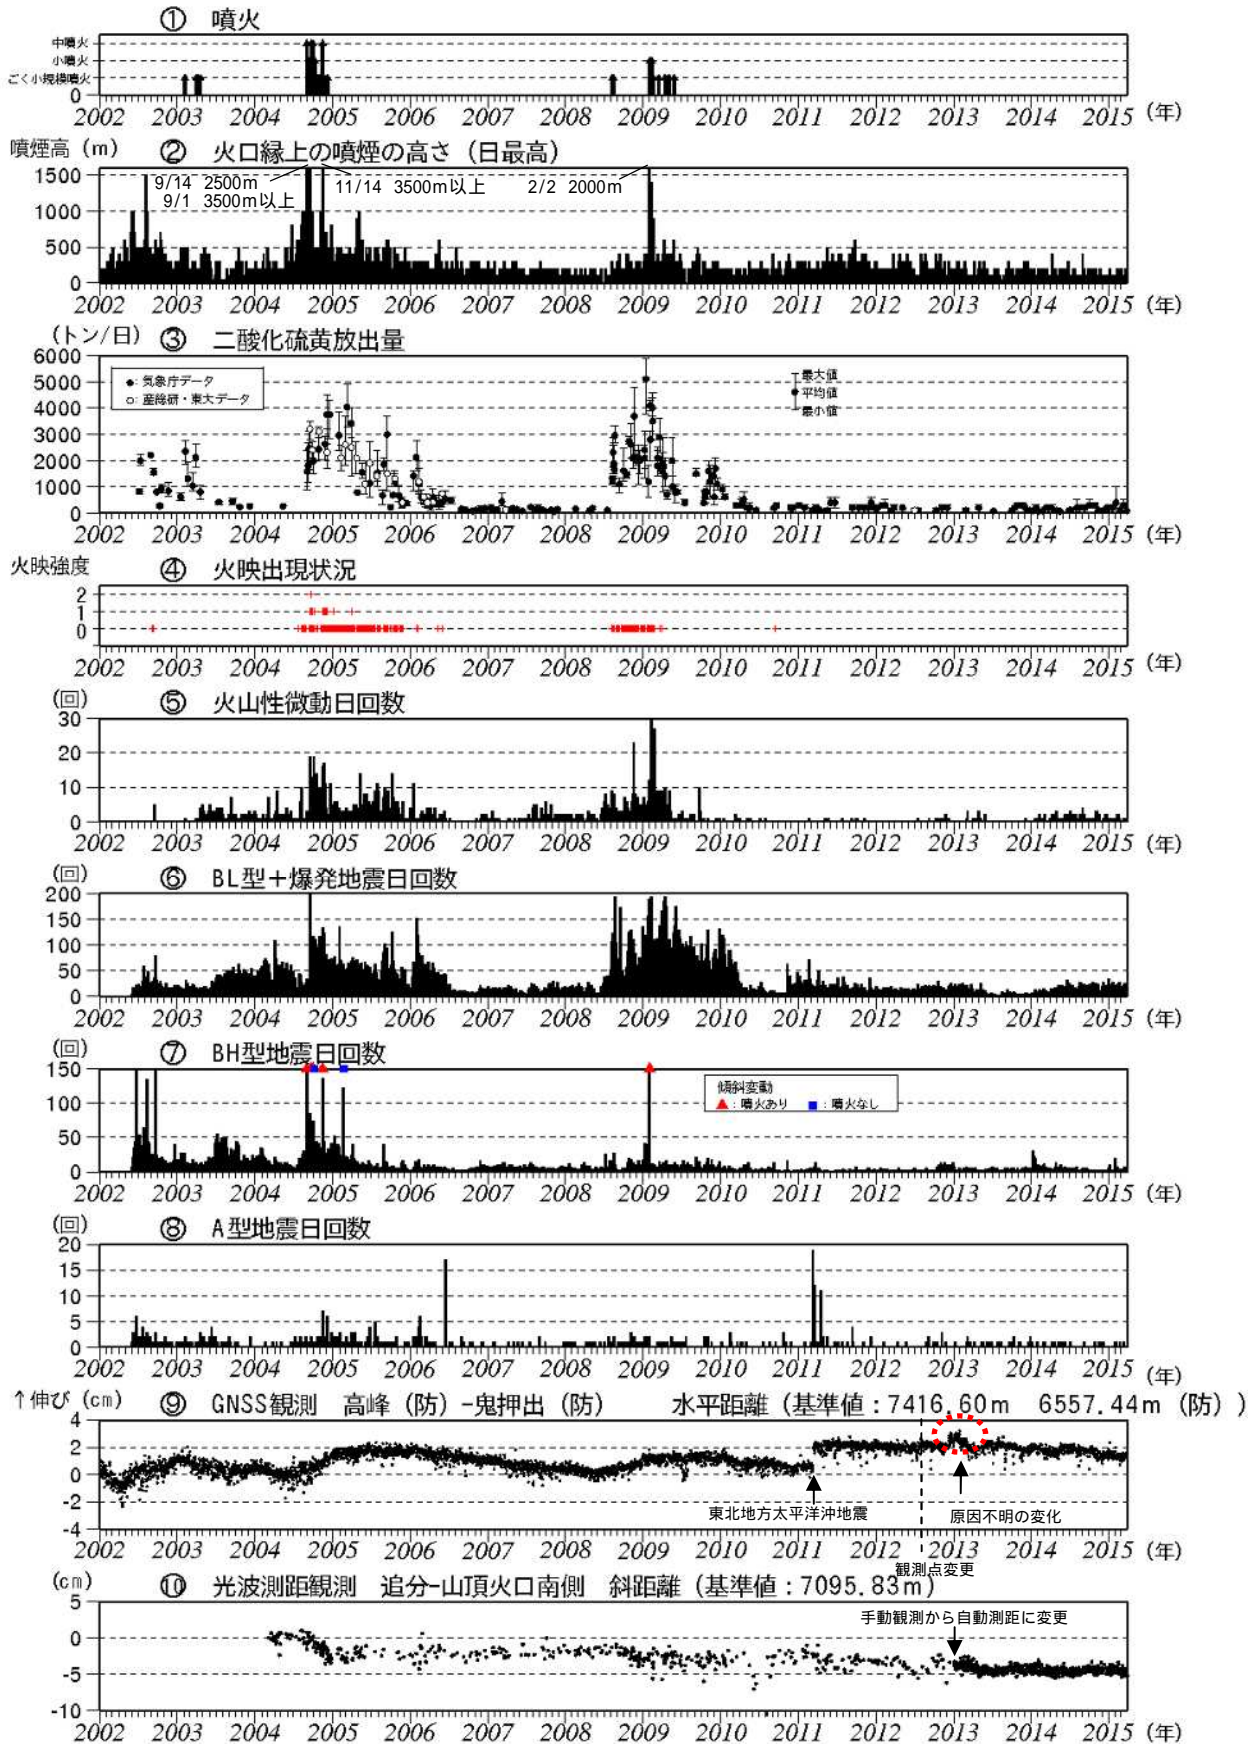 ① 噴火
中噴火
小噴火
ごく小規模噴火
0
2002 2003 2004 2005 2006 2007 2008 2009 2010 2011 2012 2013 2014 2015 (年)
噴煙高 (m) ② 火口縁上の噴煙の高さ (日最高)
1500
1000
500
0
9/14 2500m
9/1 3500m以上
11/14 3500m以上
2/2 2000m
2002 2003 2004 2005 2006 2007 2008 2009 2010 2011 2012 2013 2014 2015 (年)
(トン/日) ③ 二酸化硫黄放出量
6000
5000
4000
3000
2000
1000
0
●: 気象庁データ
○: 産総研・東大データ
最大値
平均値
最小値
2002 2003 2004 2005 2006 2007 2008 2009 2010 2011 2012 2013 2014 2015 (年)
火映強度 ④ 火映出現状況
2
1
0
2002 2003 2004 2005 2006 2007 2008 2009 2010 2011 2012 2013 2014 2015 (年)
(回) ⑤ 火山性微動日回数
30
20
10
0
2002 2003 2004 2005 2006 2007 2008 2009 2010 2011 2012 2013 2014 2015 (年)
(回) ⑥ BL型+爆発地震日回数
200
150
100
50
0
2002 2003 2004 2005 2006 2007 2008 2009 2010 2011 2012 2013 2014 2015 (年)
(回) ⑦ BH型地震日回数
150
100
50
0
傾斜変動
▲: 噴火あり ■: 噴火なし
2002 2003 2004 2005 2006 2007 2008 2009 2010 2011 2012 2013 2014 2015 (年)
(回) ⑧ A型地震日回数
20
15
10
5
0
2002 2003 2004 2005 2006 2007 2008 2009 2010 2011 2012 2013 2014 2015 (年)
↑伸び (cm) ⑨ GNSS観測 高峰 (防) -鬼押出 (防) 水平距離 (基準値:7416.60m 6557.44m (防) )
4
2
0
-2
-4
東北地方太平洋沖地震
原因不明の変化
2002 2003 2004 2005 2006 2007 2008 2009 2010 2011 2012 2013 2014 2015 (年)
観測点変更
(cm) ⑩ 光波測距観測 追分-山頂火口南側 斜距離 (基準値:7095.83m)
5
0
-5
-10
手動観測から自動測距に変更
2002 2003 2004 2005 2006 2007 2008 2009 2010 2011 2012 2013 2014 2015 (年)